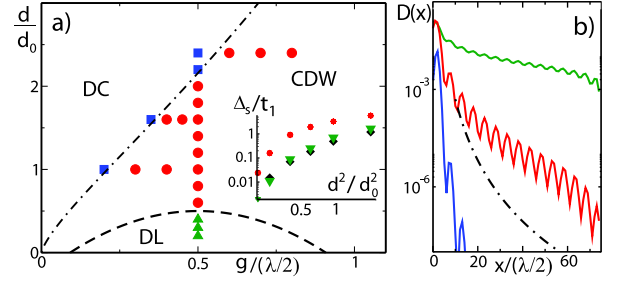 d/d₀
a)
2
1
0
DC
CDW
DL
0
0.5
1
g/(λ/2)
Δₛ/t₁
1
0.1
0.01
0.5
1
d²/d₀²
D(x)
b)
10⁻³
10⁻⁶
0
20
60
x/(λ/2)